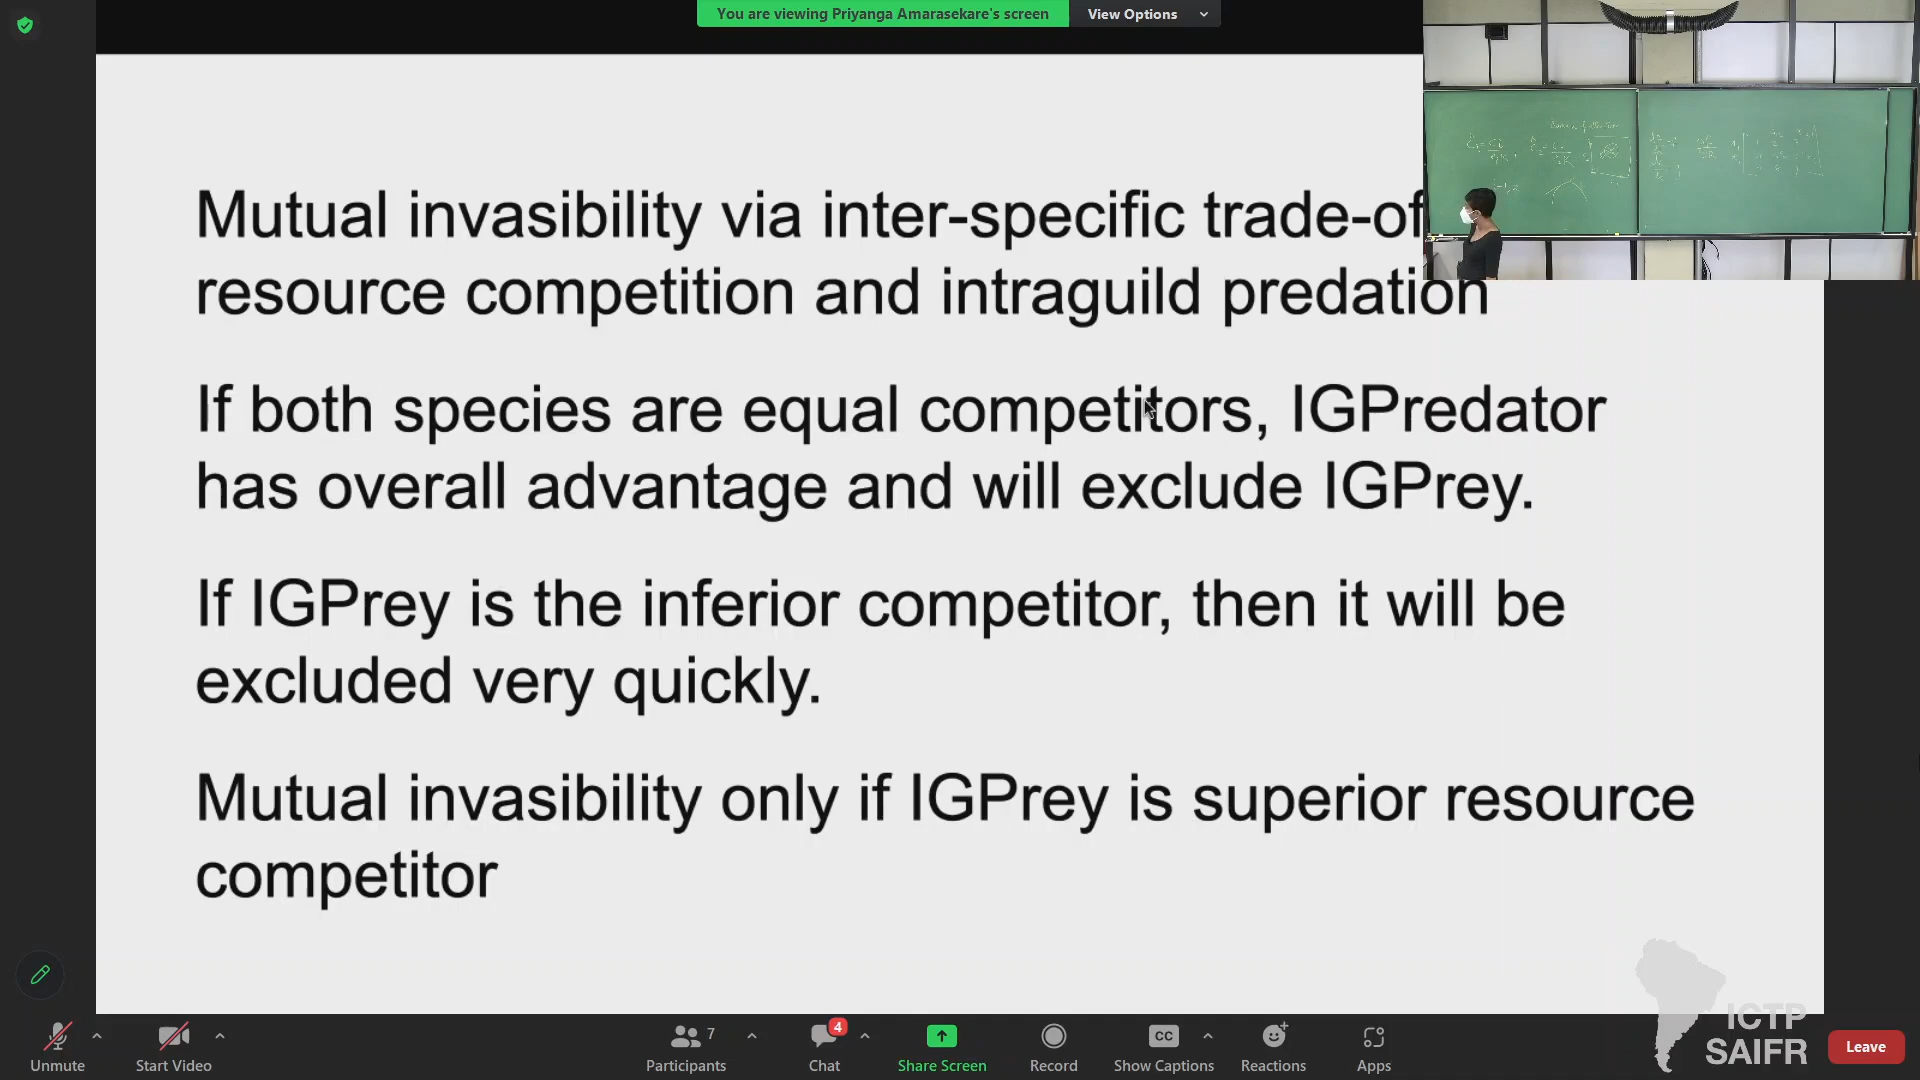 You are viewing Priyanga Amarasekare's screen
View Options
Mutual invasibility via inter-specific trade-of
resource competition and intraguild predation
If both species are equal competitors, IGPredator
has overall advantage and will exclude IGPrey.
If IGPrey is the inferior competitor, then it will be
excluded very quickly.
Mutual invasibility only if IGPrey is superior resource
competitor
ICTP
SAIFR
Unmute
Start Video
7
Participants
4
Chat
Share Screen
Record
CC
Show Captions
Reactions
Apps
Leave